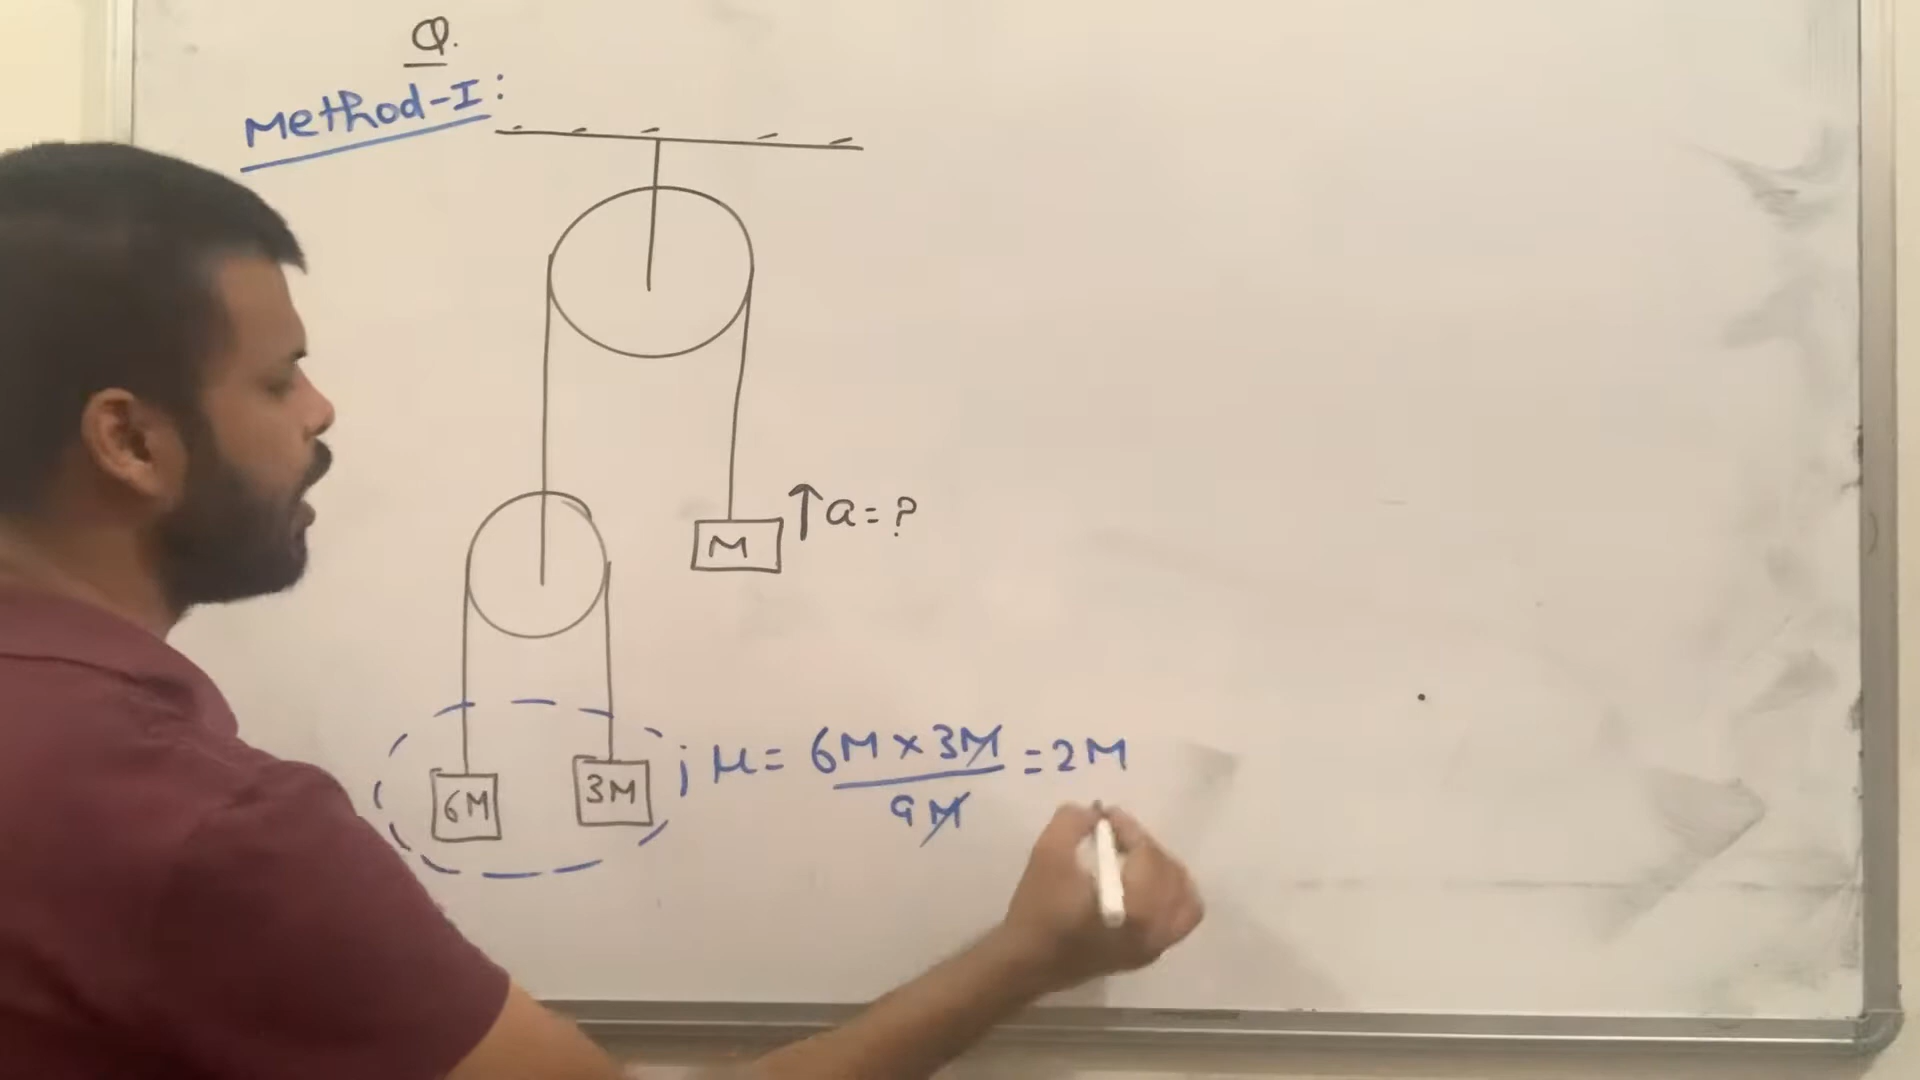 Q.
Method-I:
↑a=?
M
; μ= 6M×3M =2M
9M
6M
3M